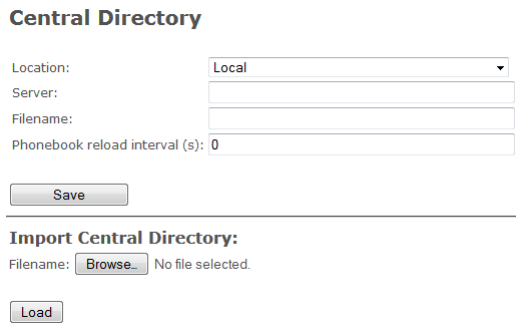 Central Directory
Location: Local
Server:
Filename:
Phonebook reload interval (s): 0
Save
Import Central Directory:
Filename: Browse_ No file selected.
Load